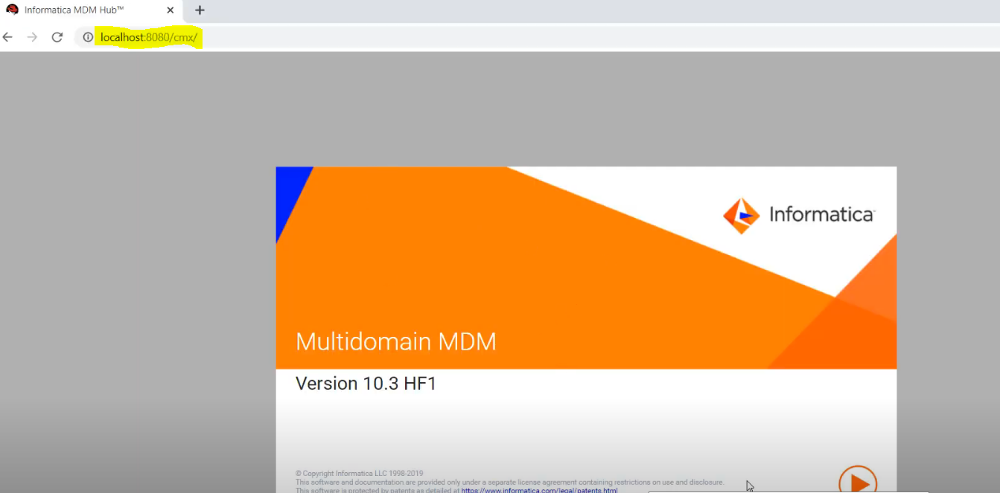 Informatica MDM Hub™
localhost:8080/cmx/
Informatica
Multidomain MDM
Version 10.3 HF1
© Copyright Informatica LLC 1998-2019
This software and documentation are provided only under a separate license agreement containing restrictions on use and disclosure.
This software is protected by patents as detailed at https://www.informatica.com/legal/patents.html